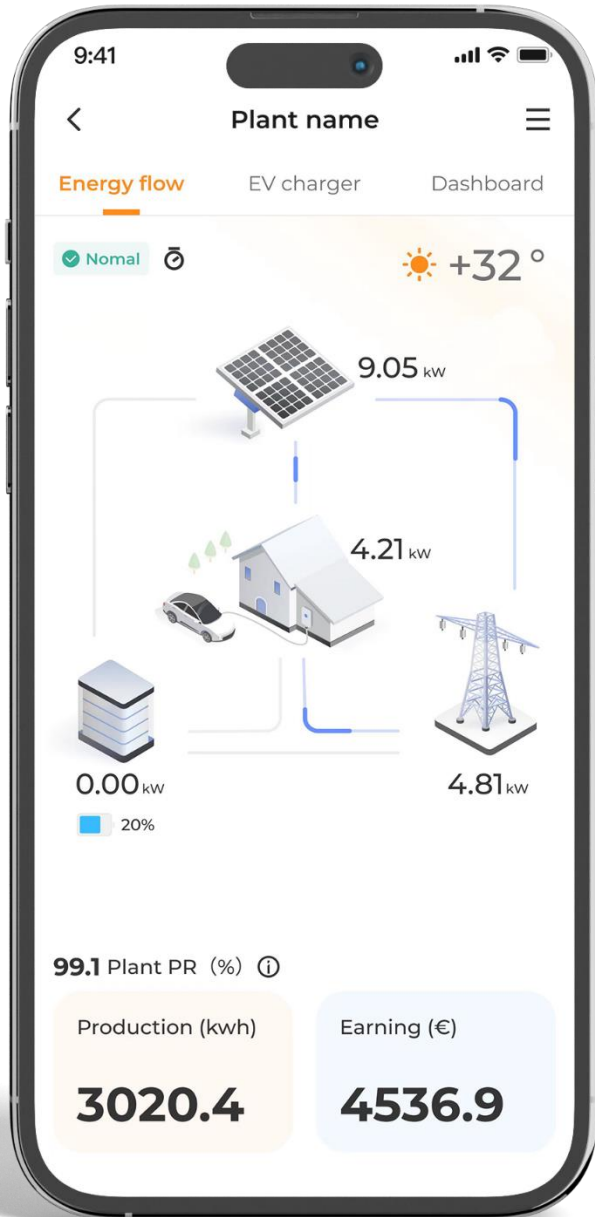 9:41
Plant name
Energy flow EV charger Dashboard
Nomal +32°
9.05 kW
4.21 kW
0.00 kW 4.81 kW
20%
99.1 Plant PR (%)
Production (kwh) Earning (€)
3020.4 4536.9